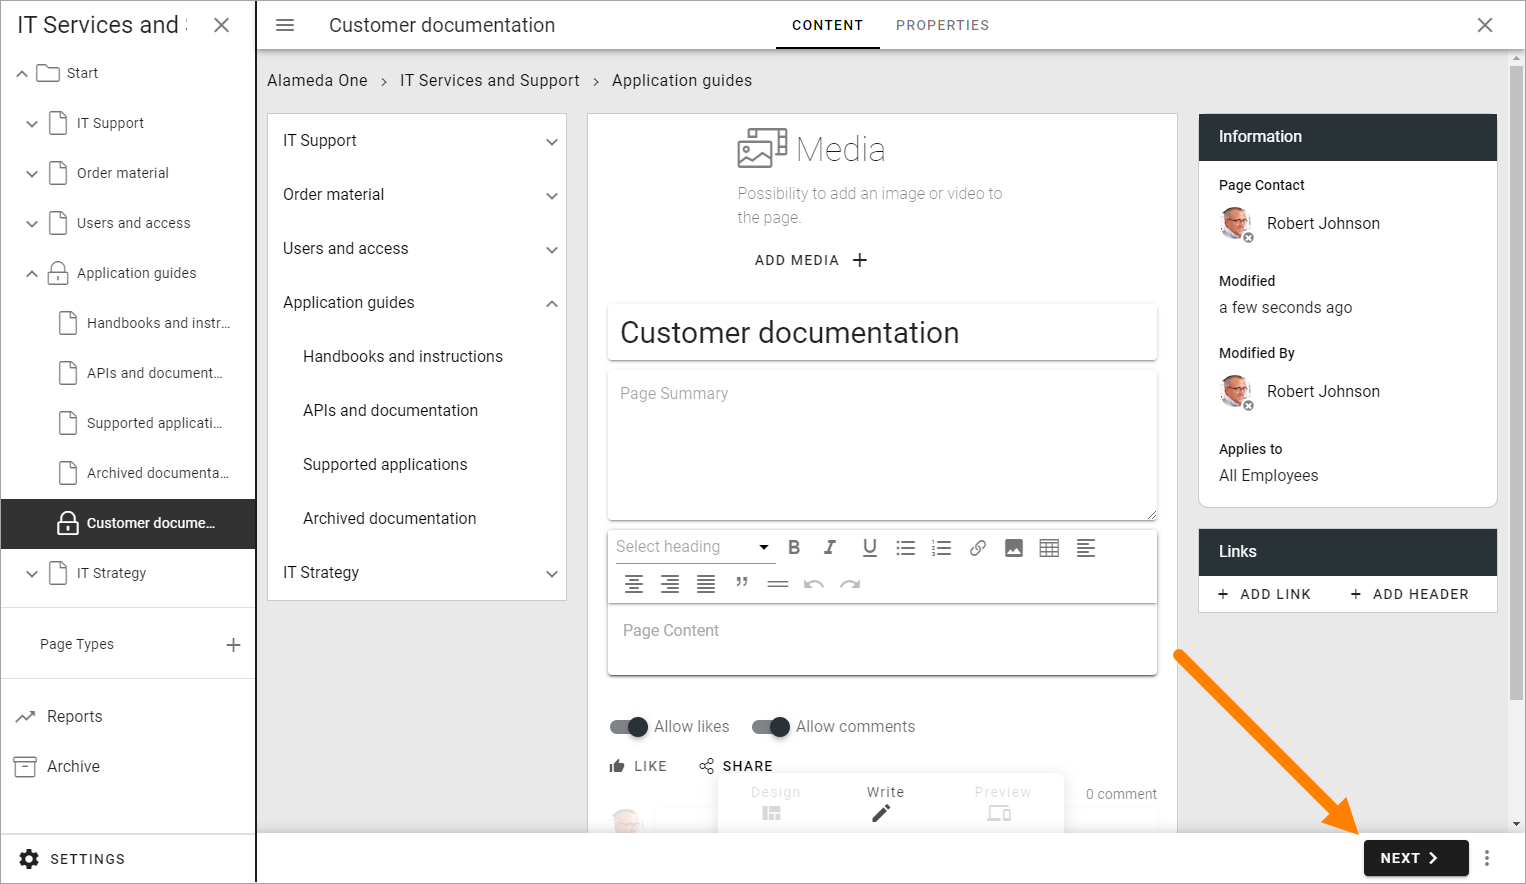 IT Services and
Start
IT Support
Order material
Users and access
Application guides
Handbooks and instr...
APIs and document...
Supported applicati...
Archived documenta...
Customer docume...
IT Strategy
Page Types
Reports
Archive
SETTINGS
Customer documentation
CONTENT PROPERTIES
Alameda One > IT Services and Support > Application guides
IT Support
Order material
Users and access
Application guides
Handbooks and instructions
APIs and documentation
Supported applications
Archived documentation
IT Strategy
Media
Possibility to add an image or video to
the page.
ADD MEDIA +
Customer documentation
Page Summary
Select heading
Page Content
Allow likes Allow comments
LIKE SHARE
Design Write Preview
0 comment
Information
Page Contact
Robert Johnson
Modified
a few seconds ago
Modified By
Robert Johnson
Applies to
All Employees
Links
+ ADD LINK + ADD HEADER
NEXT